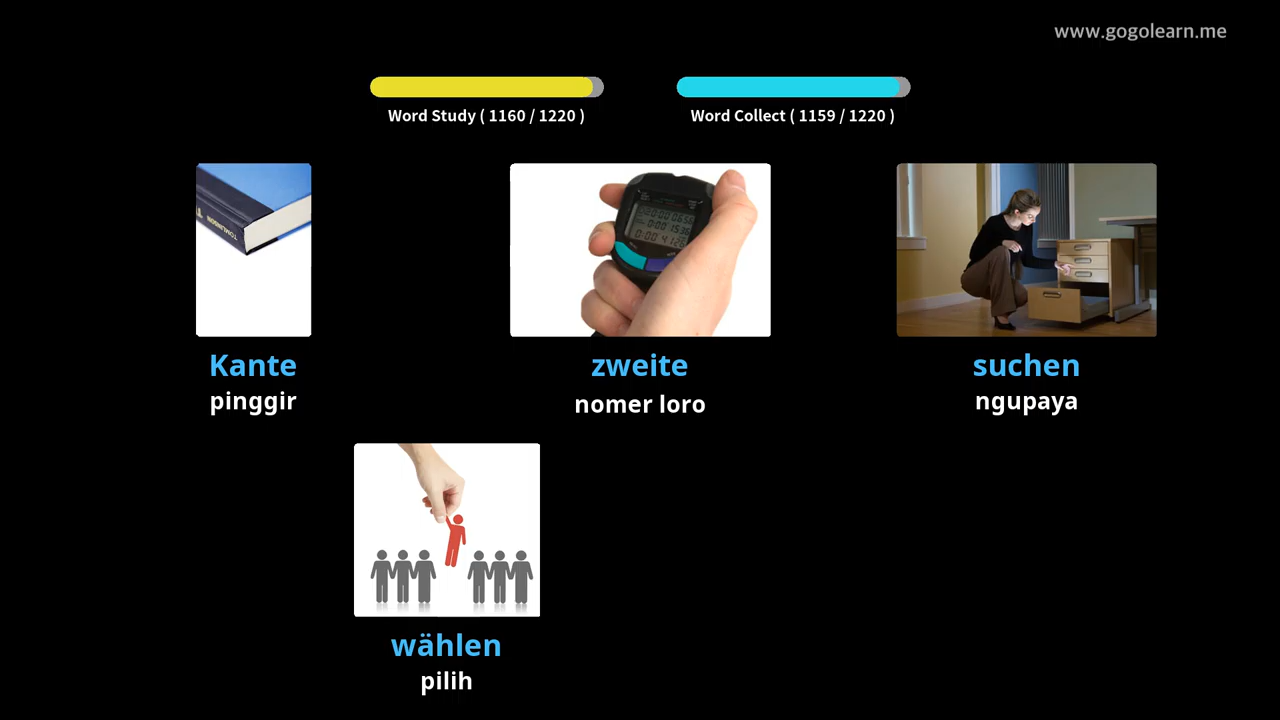 www.gogolearn.me
Word Study ( 1160 / 1220 )
Word Collect ( 1159 / 1220 )
TOMLINSON
Kante
pinggir
zweite
nomer loro
suchen
ngupaya
wählen
pilih